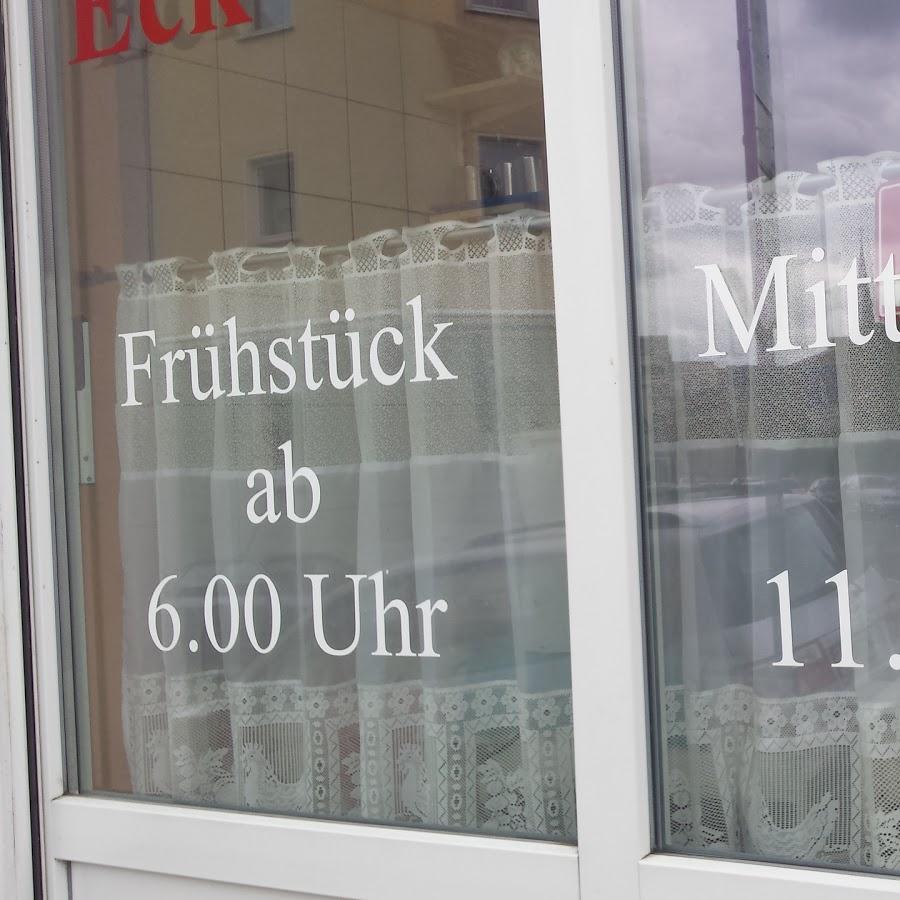 Eck
Frühstück
ab
6.00 Uhr
Mitt
11.